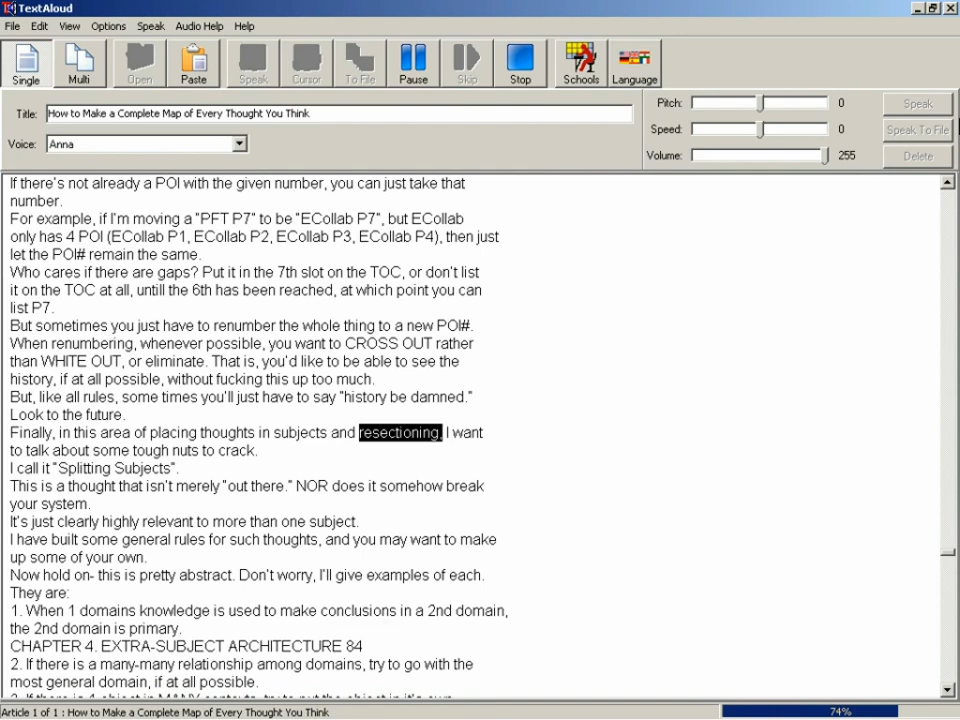 TextAloud
File Edit View Options Speak Audio Help Help
Single Multi Open Paste Speak Cursor To File Pause Skip Stop Schools Language
Title: How to Make a Complete Map of Every Thought You Think
Voice: Anna
Pitch: 0 Speak
Speed: 0 Speak To File
Volume: 255 Delete
If there's not already a POI with the given number, you can just take that
number.
For example, if I'm moving a "PFT P7" to be "ECollab P7", but ECollab
only has 4 POI (ECollab P1, ECollab P2, ECollab P3, ECollab P4), then just
let the POI# remain the same.
Who cares if there are gaps? Put it in the 7th slot on the TOC, or don't list
it on the TOC at all, untill the 6th has been reached, at which point you can
list P7.
But sometimes you just have to renumber the whole thing to a new POI#.
When renumbering, whenever possible, you want to CROSS OUT rather
than WHITE OUT, or eliminate. That is, you'd like to be able to see the
history, if at all possible, without fucking this up too much.
But, like all rules, some times you'll just have to say "history be damned."
Look to the future.
Finally, in this area of placing thoughts in subjects and resectioning, I want
to talk about some tough nuts to crack.
I call it "Splitting Subjects".
This is a thought that isn't merely "out there." NOR does it somehow break
your system.
It's just clearly highly relevant to more than one subject.
I have built some general rules for such thoughts, and you may want to make
up some of your own.
Now hold on- this is pretty abstract. Don't worry, I'll give examples of each.
They are:
1. When 1 domains knowledge is used to make conclusions in a 2nd domain,
the 2nd domain is primary.
CHAPTER 4. EXTRA-SUBJECT ARCHITECTURE 84
2. If there is a many-many relationship among domains, try to go with the
most general domain, if at all possible.
Article 1 of 1 : How to Make a Complete Map of Every Thought You Think
74%